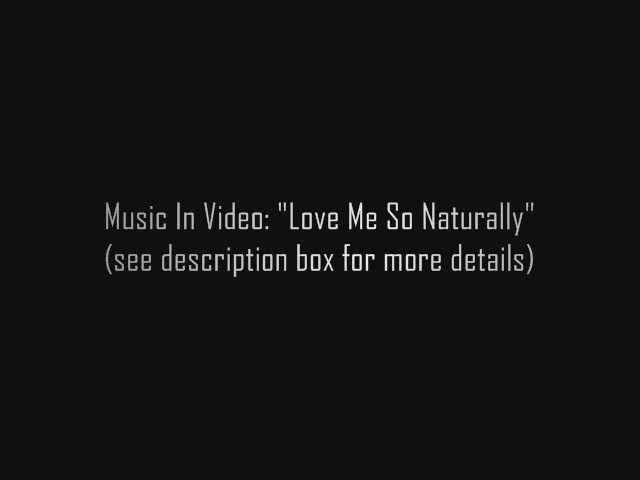 Music In Video: "Love Me So Naturally"
(see description box for more details)